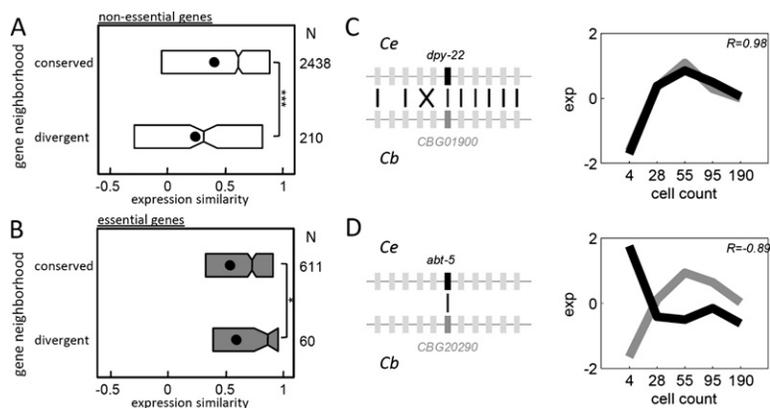 A
non-essential genes
N
gene neighborhood
conserved
2438
***
divergent
210
-0.5 0 0.5 1
expression similarity
B
essential genes
N
gene neighborhood
conserved
611
*
divergent
60
-0.5 0 0.5 1
expression similarity
C
Ce
dpy-22
CBG01900
Cb
R=0.98
exp
2
0
-2
4 28 55 95 190
cell count
D
Ce
abt-5
CBG20290
Cb
R=-0.89
exp
2
0
-2
4 28 55 95 190
cell count